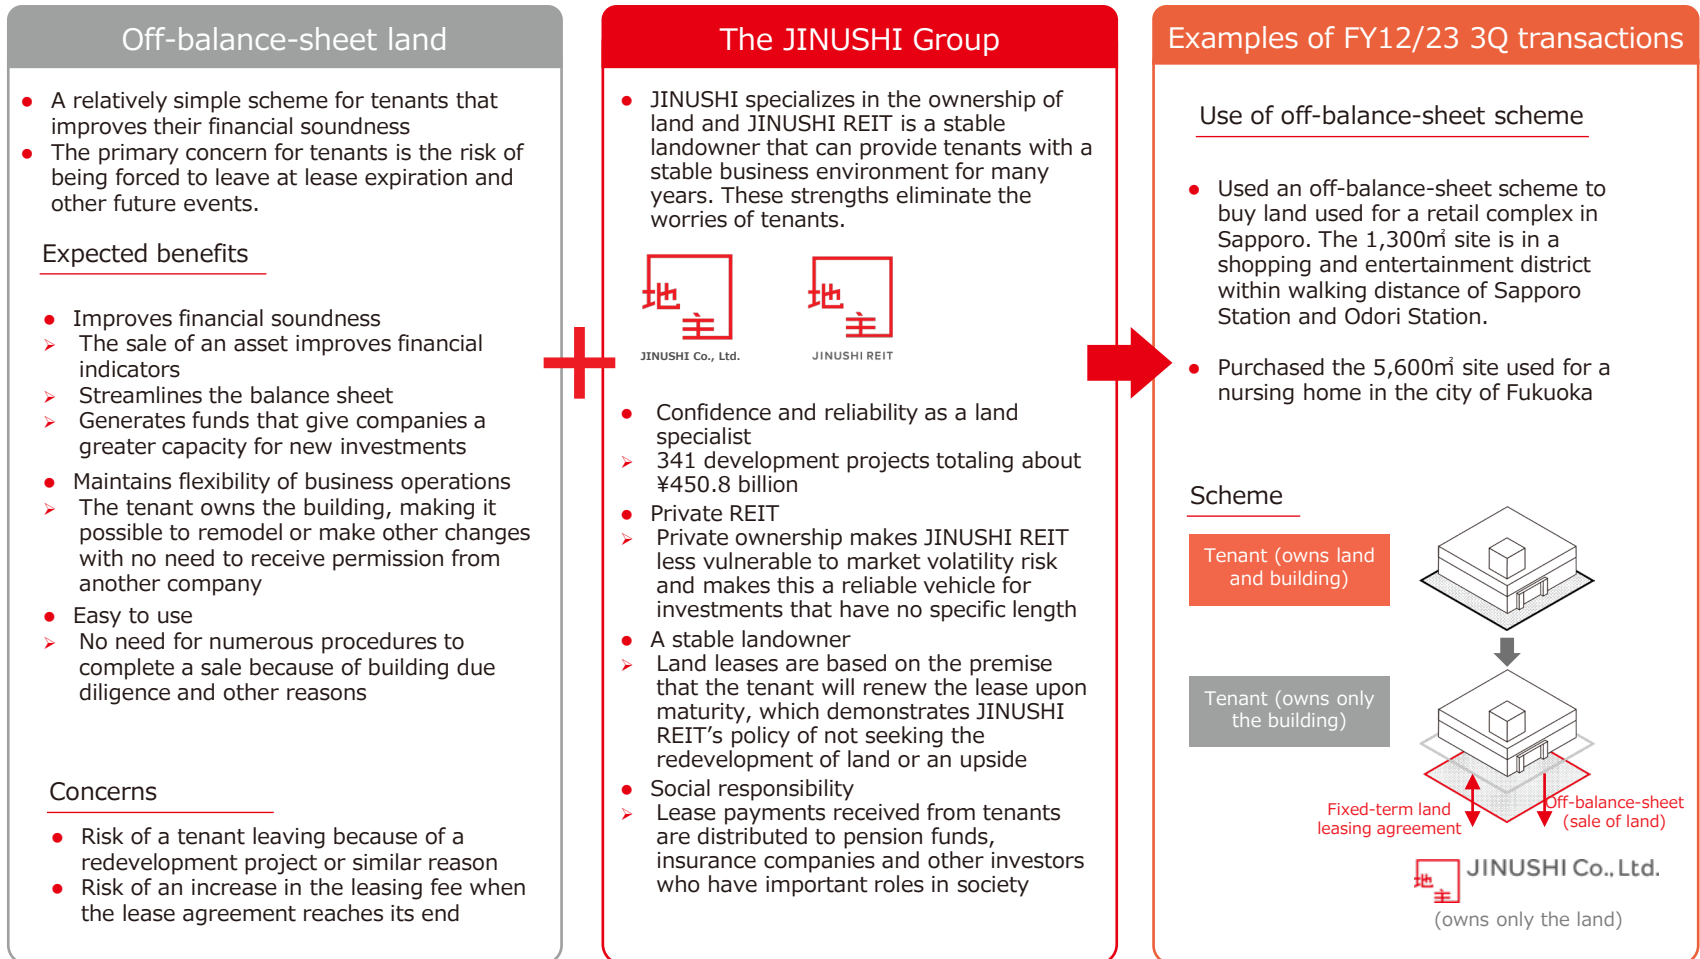 Off-balance-sheet land
A relatively simple scheme for tenants that
improves their financial soundness
The primary concern for tenants is the risk of
being forced to leave at lease expiration and
other future events.
Expected benefits
Improves financial soundness
The sale of an asset improves financial
indicators
Streamlines the balance sheet
Generates funds that give companies a
greater capacity for new investments
Maintains flexibility of business operations
The tenant owns the building, making it
possible to remodel or make other changes
with no need to receive permission from
another company
Easy to use
No need for numerous procedures to
complete a sale because of building due
diligence and other reasons
Concerns
Risk of a tenant leaving because of a
redevelopment project or similar reason
Risk of an increase in the leasing fee when
the lease agreement reaches its end
The JINUSHI Group
JINUSHI specializes in the ownership of
land and JINUSHI REIT is a stable
landowner that can provide tenants with a
stable business environment for many
years. These strengths eliminate the
worries of tenants.
地主
JINUSHI Co., Ltd.
地主
JINUSHI REIT
Confidence and reliability as a land
specialist
341 development projects totaling about
¥450.8 billion
Private REIT
Private ownership makes JINUSHI REIT
less vulnerable to market volatility risk
and makes this a reliable vehicle for
investments that have no specific length
A stable landowner
Land leases are based on the premise
that the tenant will renew the lease upon
maturity, which demonstrates JINUSHI
REIT’s policy of not seeking the
redevelopment of land or an upside
Social responsibility
Lease payments received from tenants
are distributed to pension funds,
insurance companies and other investors
who have important roles in society
Examples of FY12/23 3Q transactions
Use of off-balance-sheet scheme
Used an off-balance-sheet scheme to
buy land used for a retail complex in
Sapporo. The 1,300㎡ site is in a
shopping and entertainment district
within walking distance of Sapporo
Station and Odori Station.
Purchased the 5,600㎡ site used for a
nursing home in the city of Fukuoka
Scheme
Tenant (owns land
and building)
Tenant (owns only
the building)
Fixed-term land
leasing agreement
Off-balance-sheet
(sale of land)
地主
JINUSHI Co., Ltd.
(owns only the land)